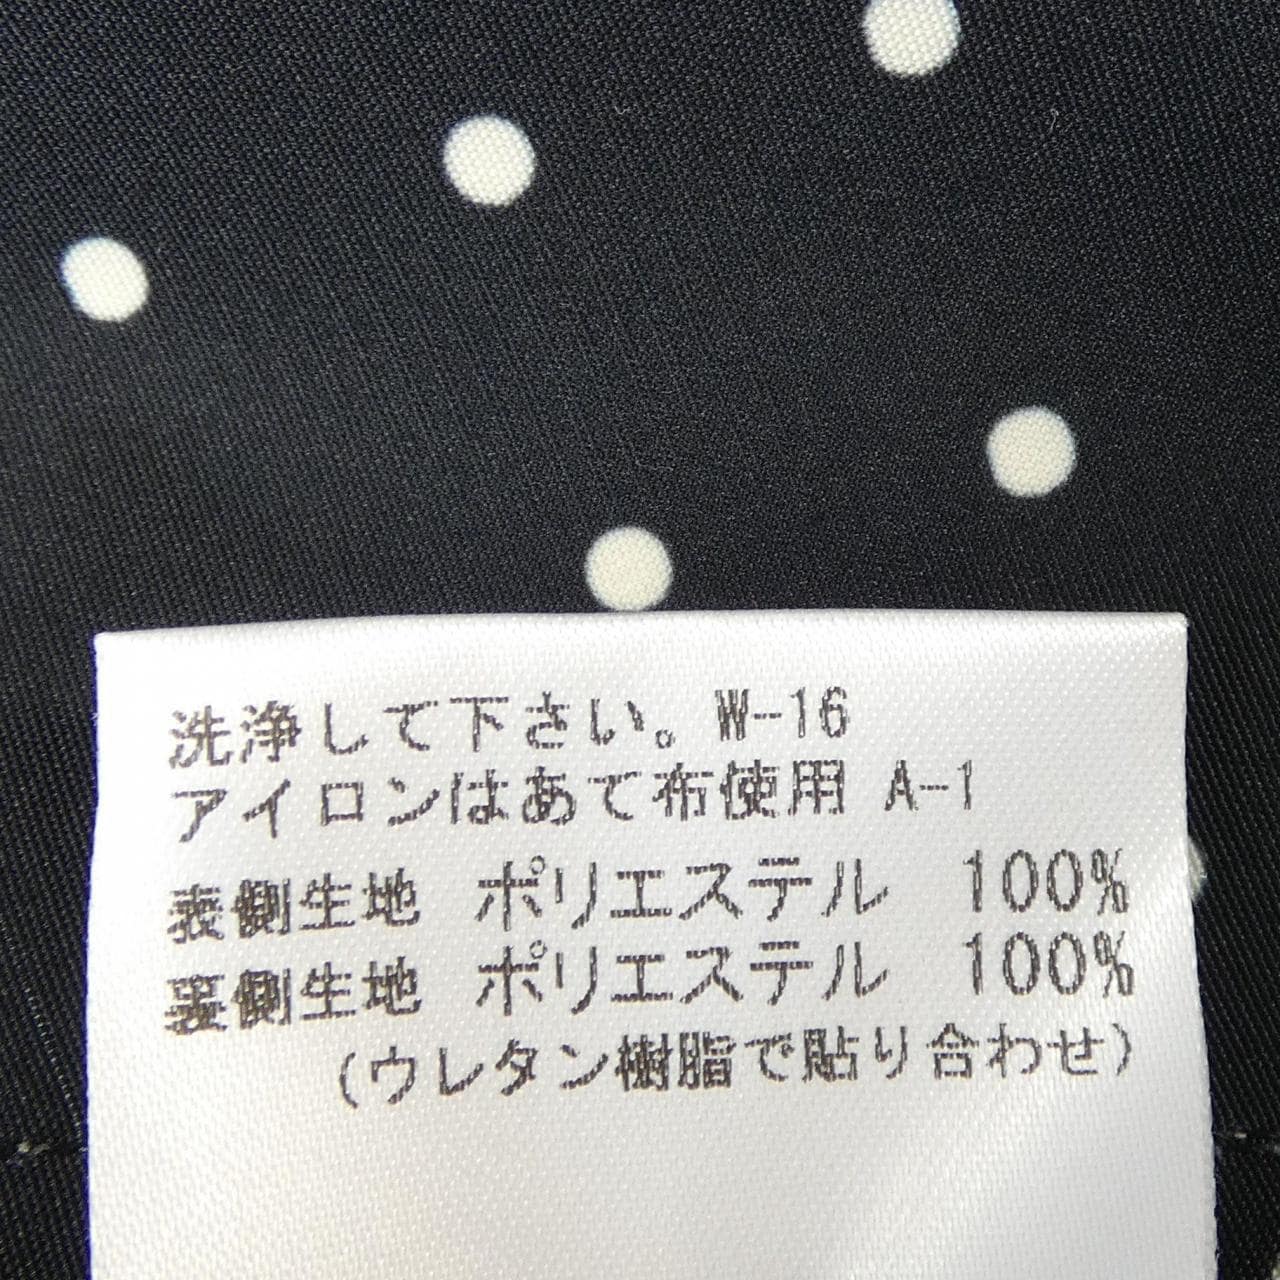 洗浄して下さい。W-16
アイロンはあて布使用 A-1
表側生地 ポリエステル 100%
裏側生地 ポリエステル 100%
(ウレタン樹脂で貼り合わせ)